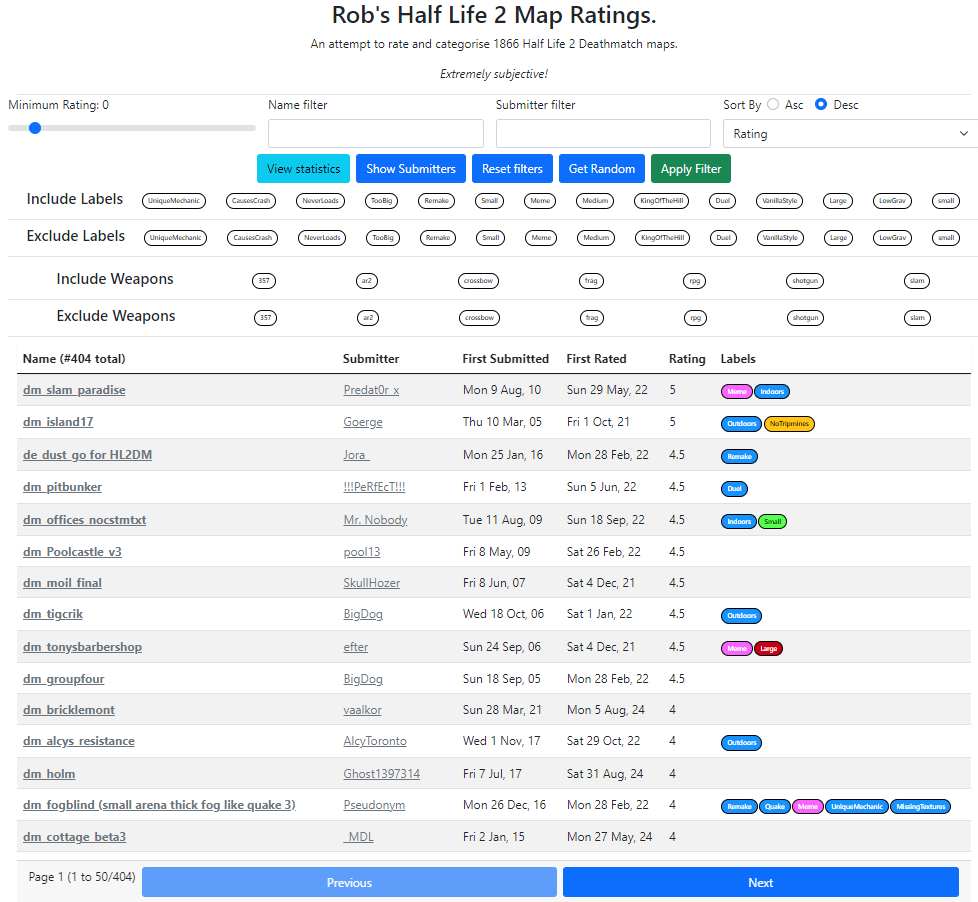 Rob's Half Life 2 Map Ratings.
An attempt to rate and categorise 1866 Half Life 2 Deathmatch maps.
Extremely subjective!
Minimum Rating: 0 Name filter Submitter filter Sort By Asc Desc
Rating
View statistics Show Submitters Reset filters Get Random Apply Filter
Include Labels UniqueMechanic CausesCrash NeverLoads TooBig Remake Small Meme Medium KingOfTheHill Duel VanillaStyle Large LowGrav small
Exclude Labels UniqueMechanic CausesCrash NeverLoads TooBig Remake Small Meme Medium KingOfTheHill Duel VanillaStyle Large LowGrav small
Include Weapons 357 ar2 crossbow frag rpg shotgun slam
Exclude Weapons 357 ar2 crossbow frag rpg shotgun slam
Name (#404 total) Submitter First Submitted First Rated Rating Labels
dm_slam_paradise Predat0r_x Mon 9 Aug, 10 Sun 29 May, 22 5 Meme Indoors
dm_island17 Goerge Thu 10 Mar, 05 Fri 1 Oct, 21 5 Outdoors NoTripmines
de_dust_go for HL2DM Jora_ Mon 25 Jan, 16 Mon 28 Feb, 22 4.5 Remake
dm_pitbunker !!!PeRfEcT!!! Fri 1 Feb, 13 Sun 5 Jun, 22 4.5 Duel
dm_offices_nocstmtxt Mr. Nobody Tue 11 Aug, 09 Sun 18 Sep, 22 4.5 Indoors Small
dm_Poolcastle_v3 pool13 Fri 8 May, 09 Sat 26 Feb, 22 4.5
dm_moil_final SkullHozer Fri 8 Jun, 07 Sat 4 Dec, 21 4.5
dm_tigcrik BigDog Wed 18 Oct, 06 Sat 1 Jan, 22 4.5 Outdoors
dm_tonysbarbershop efter Sun 24 Sep, 06 Sat 4 Dec, 21 4.5 Meme Large
dm_groupfour BigDog Sun 18 Sep, 05 Mon 28 Feb, 22 4.5
dm_bricklemont vaalkor Sun 28 Mar, 21 Mon 5 Aug, 24 4
dm_alcys_resistance AlcyToronto Wed 1 Nov, 17 Sat 29 Oct, 22 4 Outdoors
dm_holm Ghost1397314 Fri 7 Jul, 17 Sat 31 Aug, 24 4
dm_fogblind (small arena thick fog like quake 3) Pseudonym Mon 26 Dec, 16 Mon 28 Feb, 22 4 Remake Quake Meme UniqueMechanic MissingTextures
dm_cottage_beta3 _MDL Fri 2 Jan, 15 Mon 27 May, 24 4
Page 1 (1 to 50/404) Previous Next